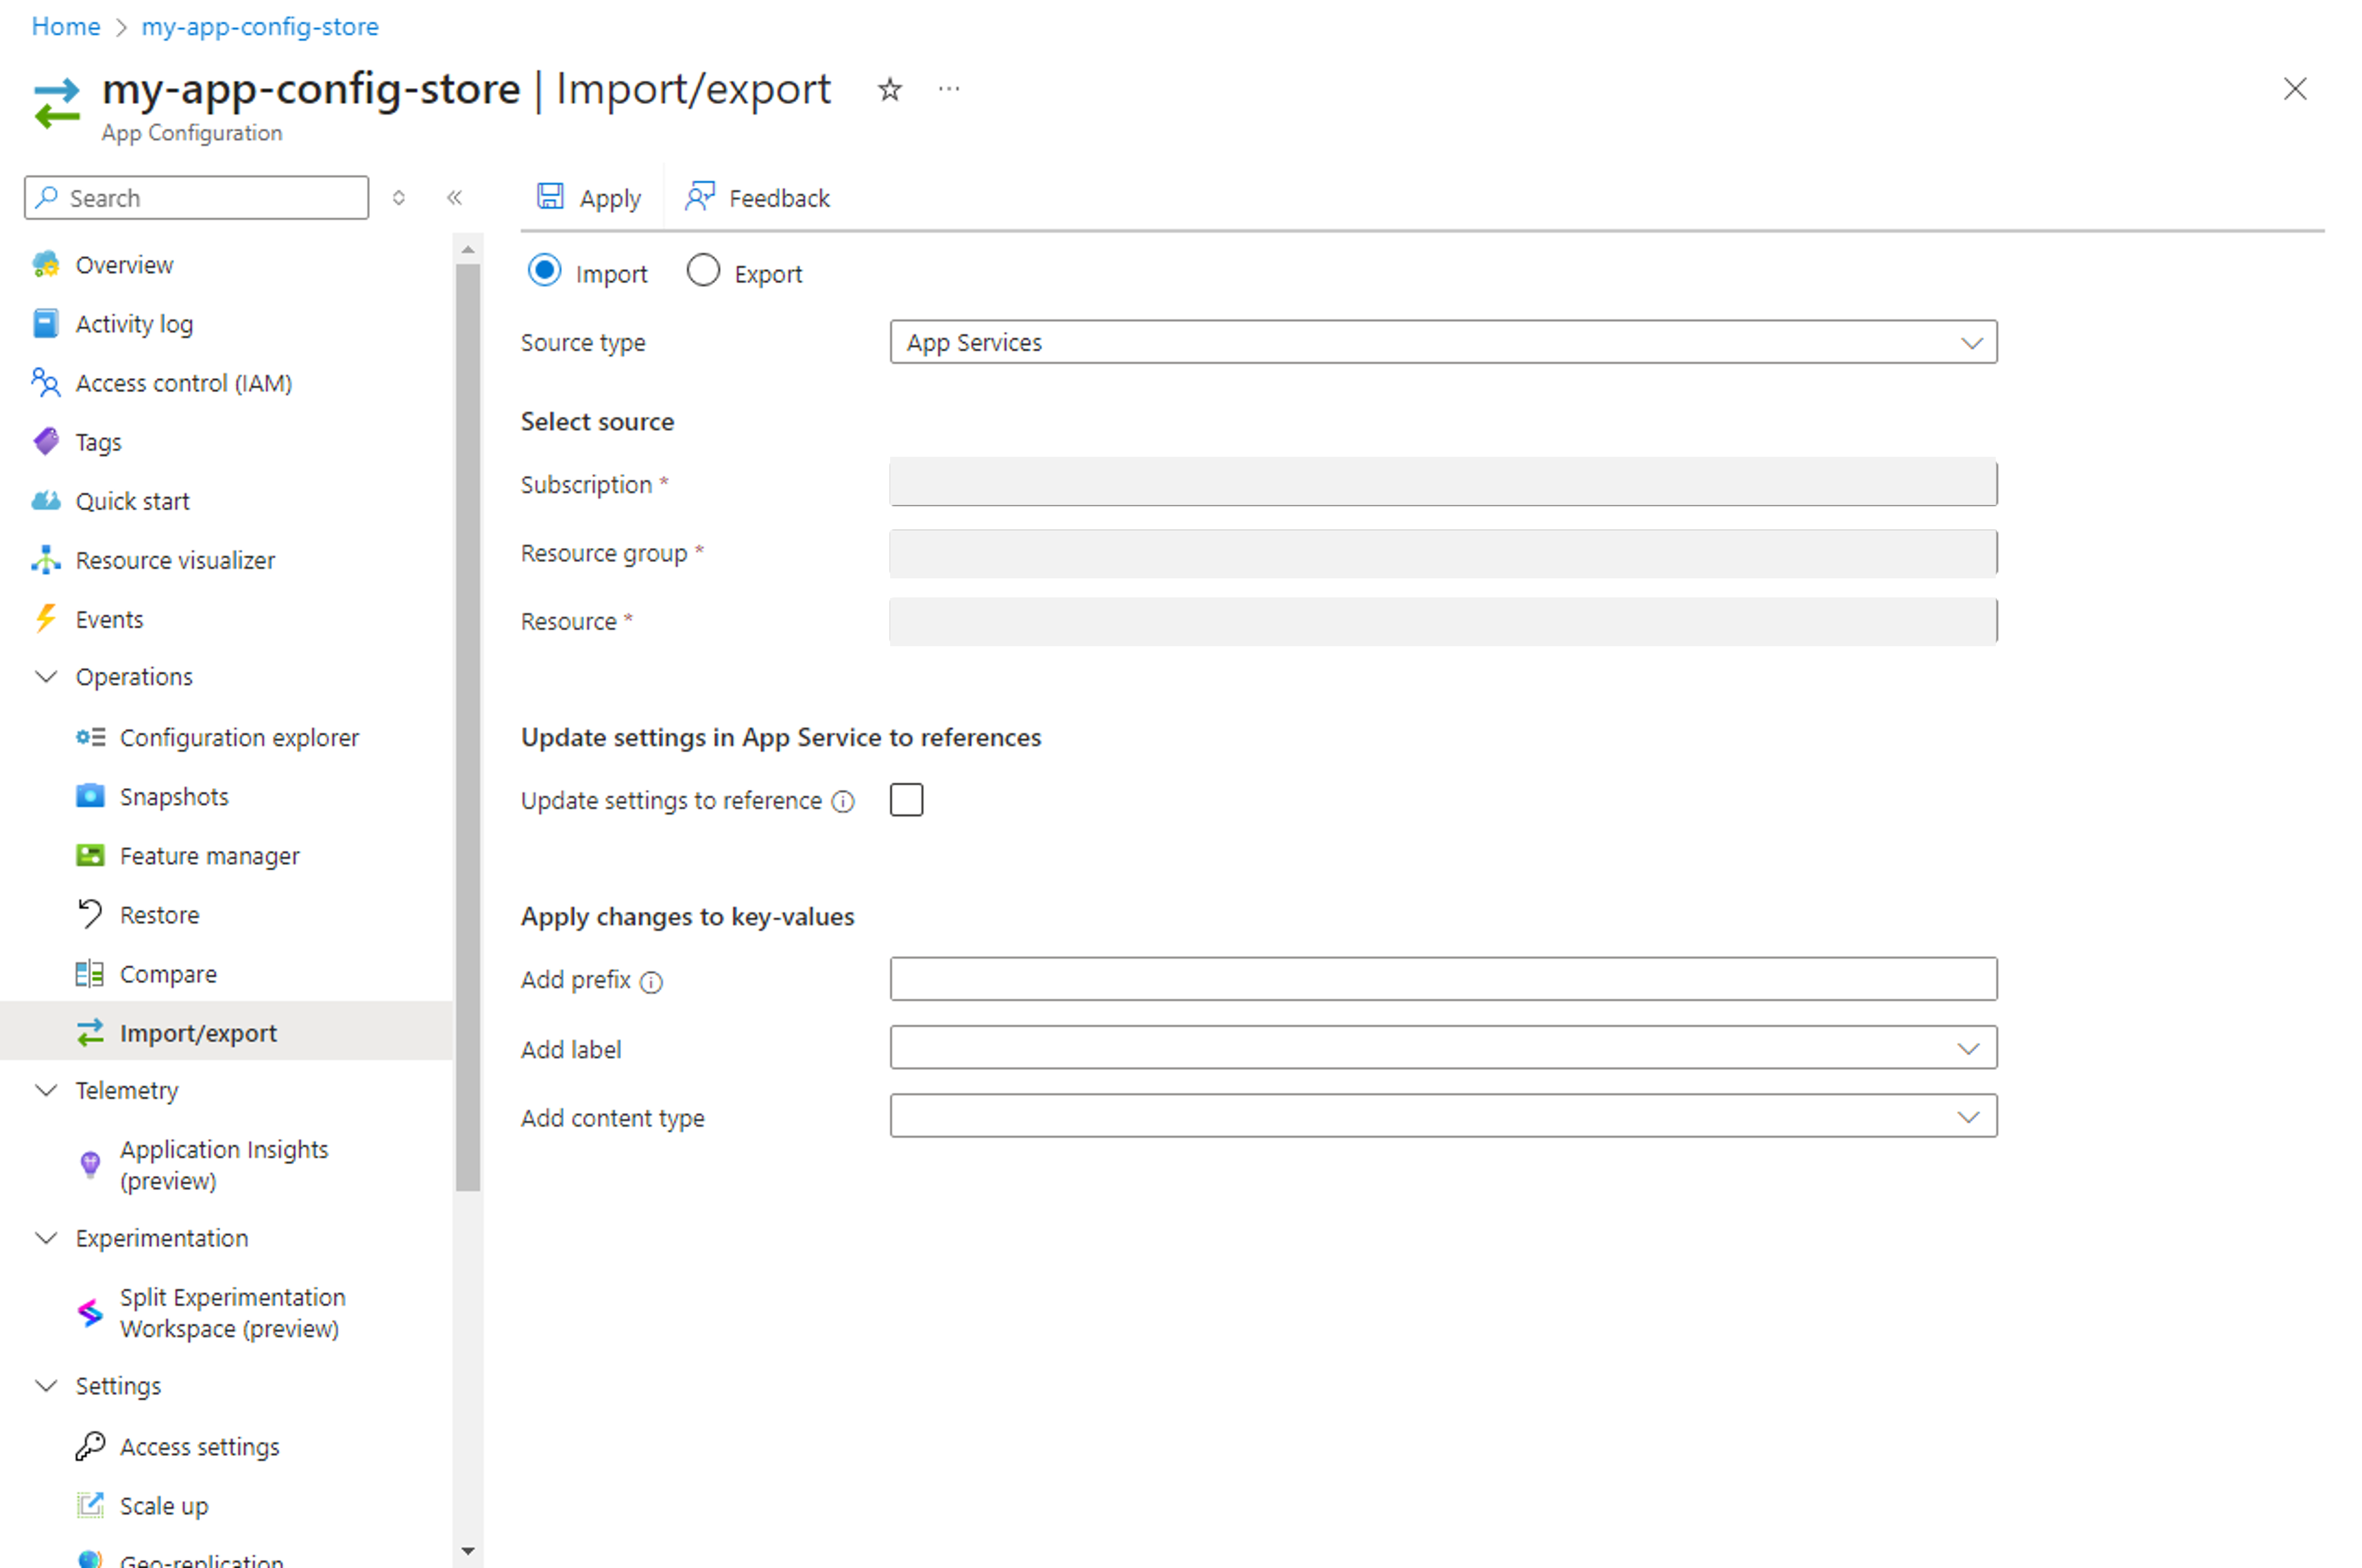 Home > my-app-config-store
my-app-config-store | Import/export
App Configuration
Search
Overview
Activity log
Access control (IAM)
Tags
Quick start
Resource visualizer
Events
Operations
Configuration explorer
Snapshots
Feature manager
Restore
Compare
Import/export
Telemetry
Application Insights
(preview)
Experimentation
Split Experimentation
Workspace (preview)
Settings
Access settings
Scale up
Geo-replication
Apply
Feedback
Import
Export
Source type
App Services
Select source
Subscription *
Resource group *
Resource *
Update settings in App Service to references
Update settings to reference
Apply changes to key-values
Add prefix
Add label
Add content type